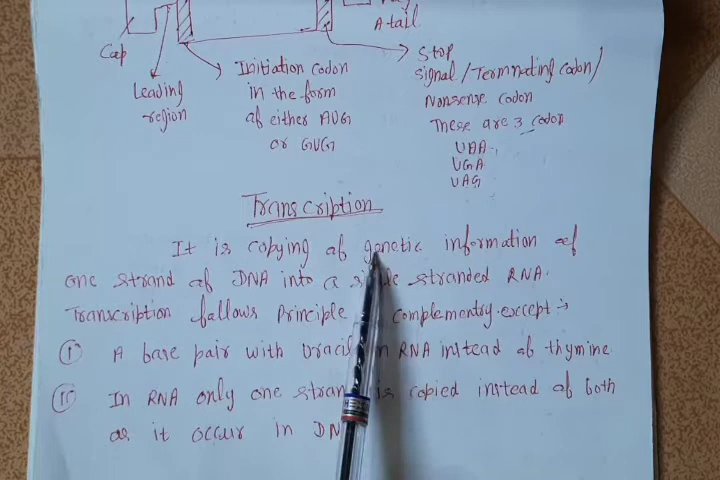 A-tail
Cap
Leading
region
Initiation codon
in the form
of either AUG
or GUG
Stop
Signal/Termnating codon/
Nonsense codon
These are 3 codon
UAA
UGA
UAG
Transcription
It is copying of genetic information of
one strand of DNA into a stranded RNA.
Transcription follows Principle complementry except :-
(I) A base pair with Uracil in RNA instead of thymine
(II) In RNA only one strand is copied instead of both
as it occur in DN